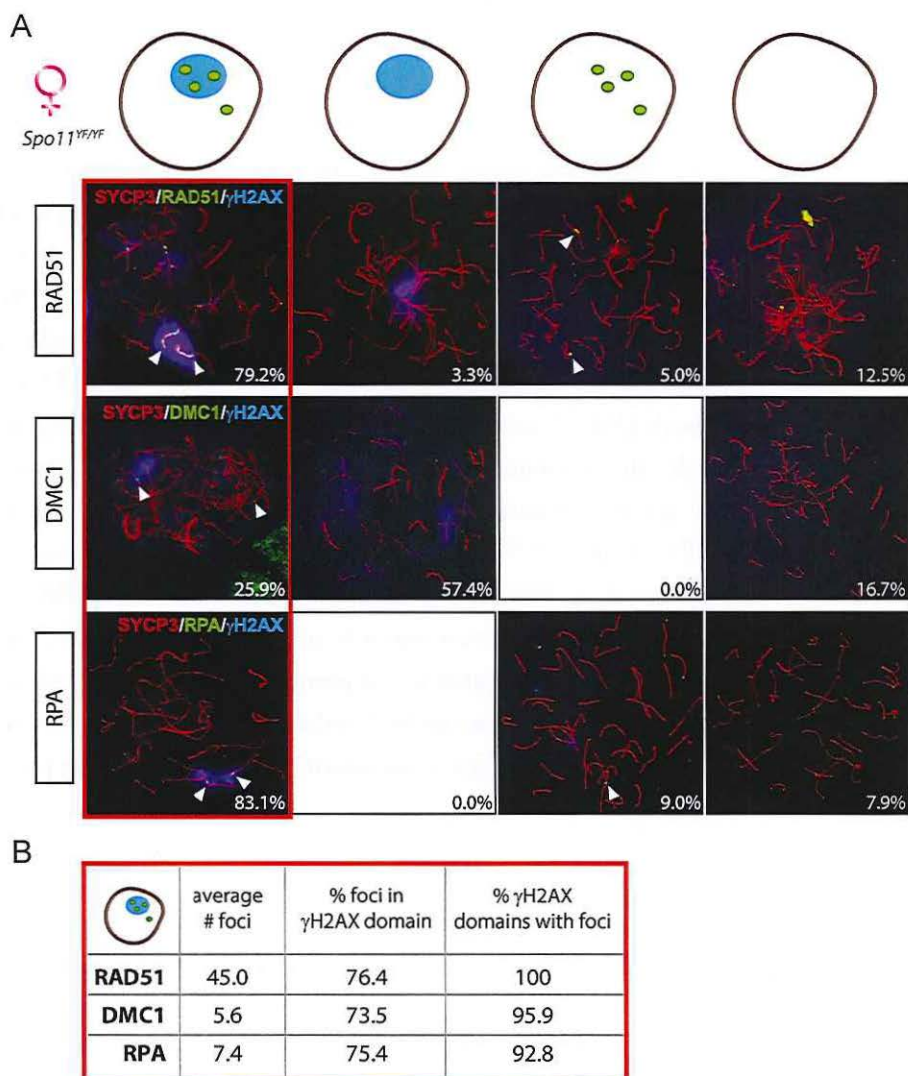 A
♀
Spo11YF/YF
RAD51
SYCP3/RAD51/γH2AX
79.2%
3.3%
5.0%
12.5%
DMC1
SYCP3/DMC1/γH2AX
25.9%
57.4%
0.0%
16.7%
RPA
SYCP3/RPA/γH2AX
83.1%
0.0%
9.0%
7.9%
B
average # foci
% foci in γH2AX domain
% γH2AX domains with foci
RAD51 45.0 76.4 100
DMC1 5.6 73.5 95.9
RPA 7.4 75.4 92.8